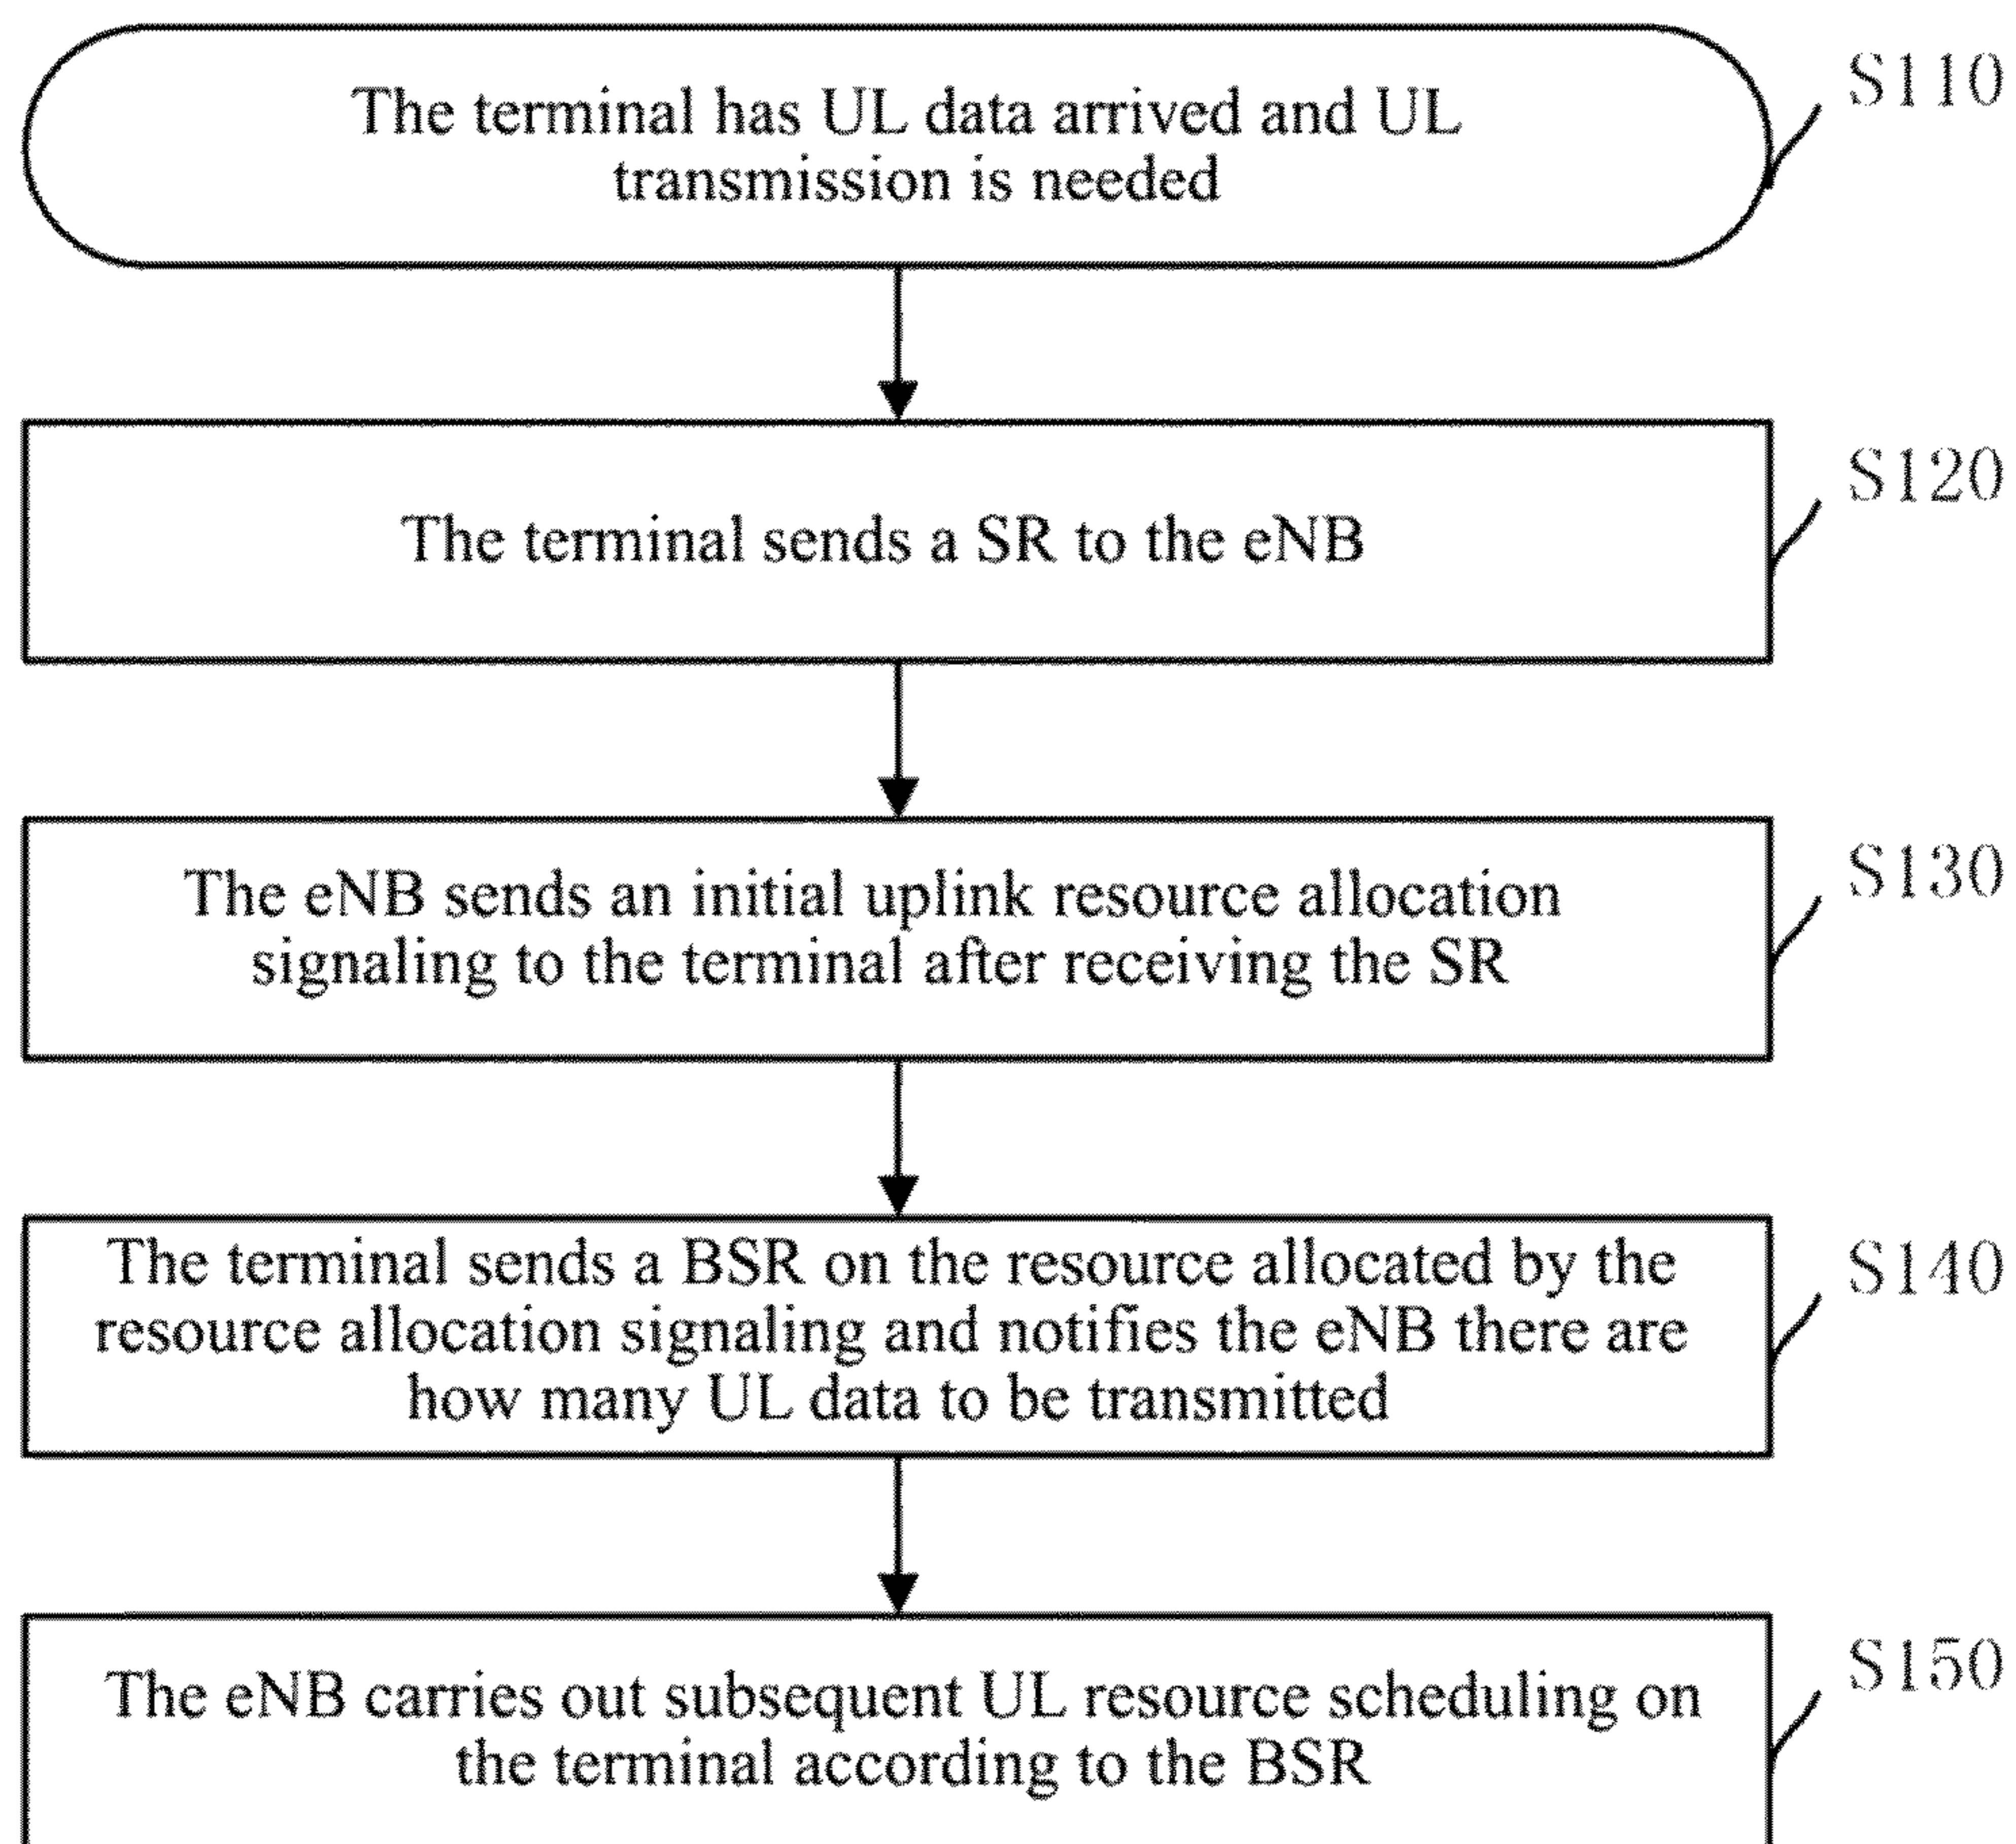 The terminal has UL data arrived and UL
transmission is needed
S110
The terminal sends a SR to the eNB
S120
The eNB sends an initial uplink resource allocation
signaling to the terminal after receiving the SR
S130
The terminal sends a BSR on the resource allocated by the
resource allocation signaling and notifies the eNB there are
how many UL data to be transmitted
S140
The eNB carries out subsequent UL resource scheduling on
the terminal according to the BSR
S150